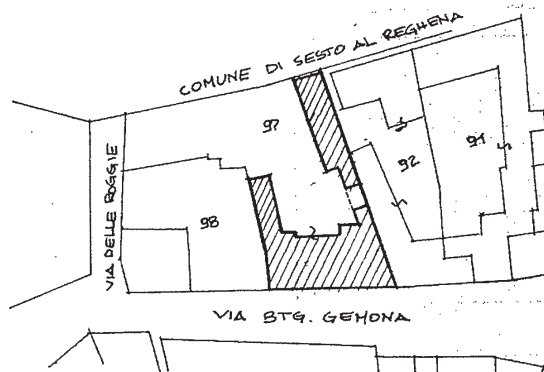 COMUNE DI SESTO AL REGHENA
97
92
91
98
VIA DELLE ROGGIE
VIA BTG. GEMONA